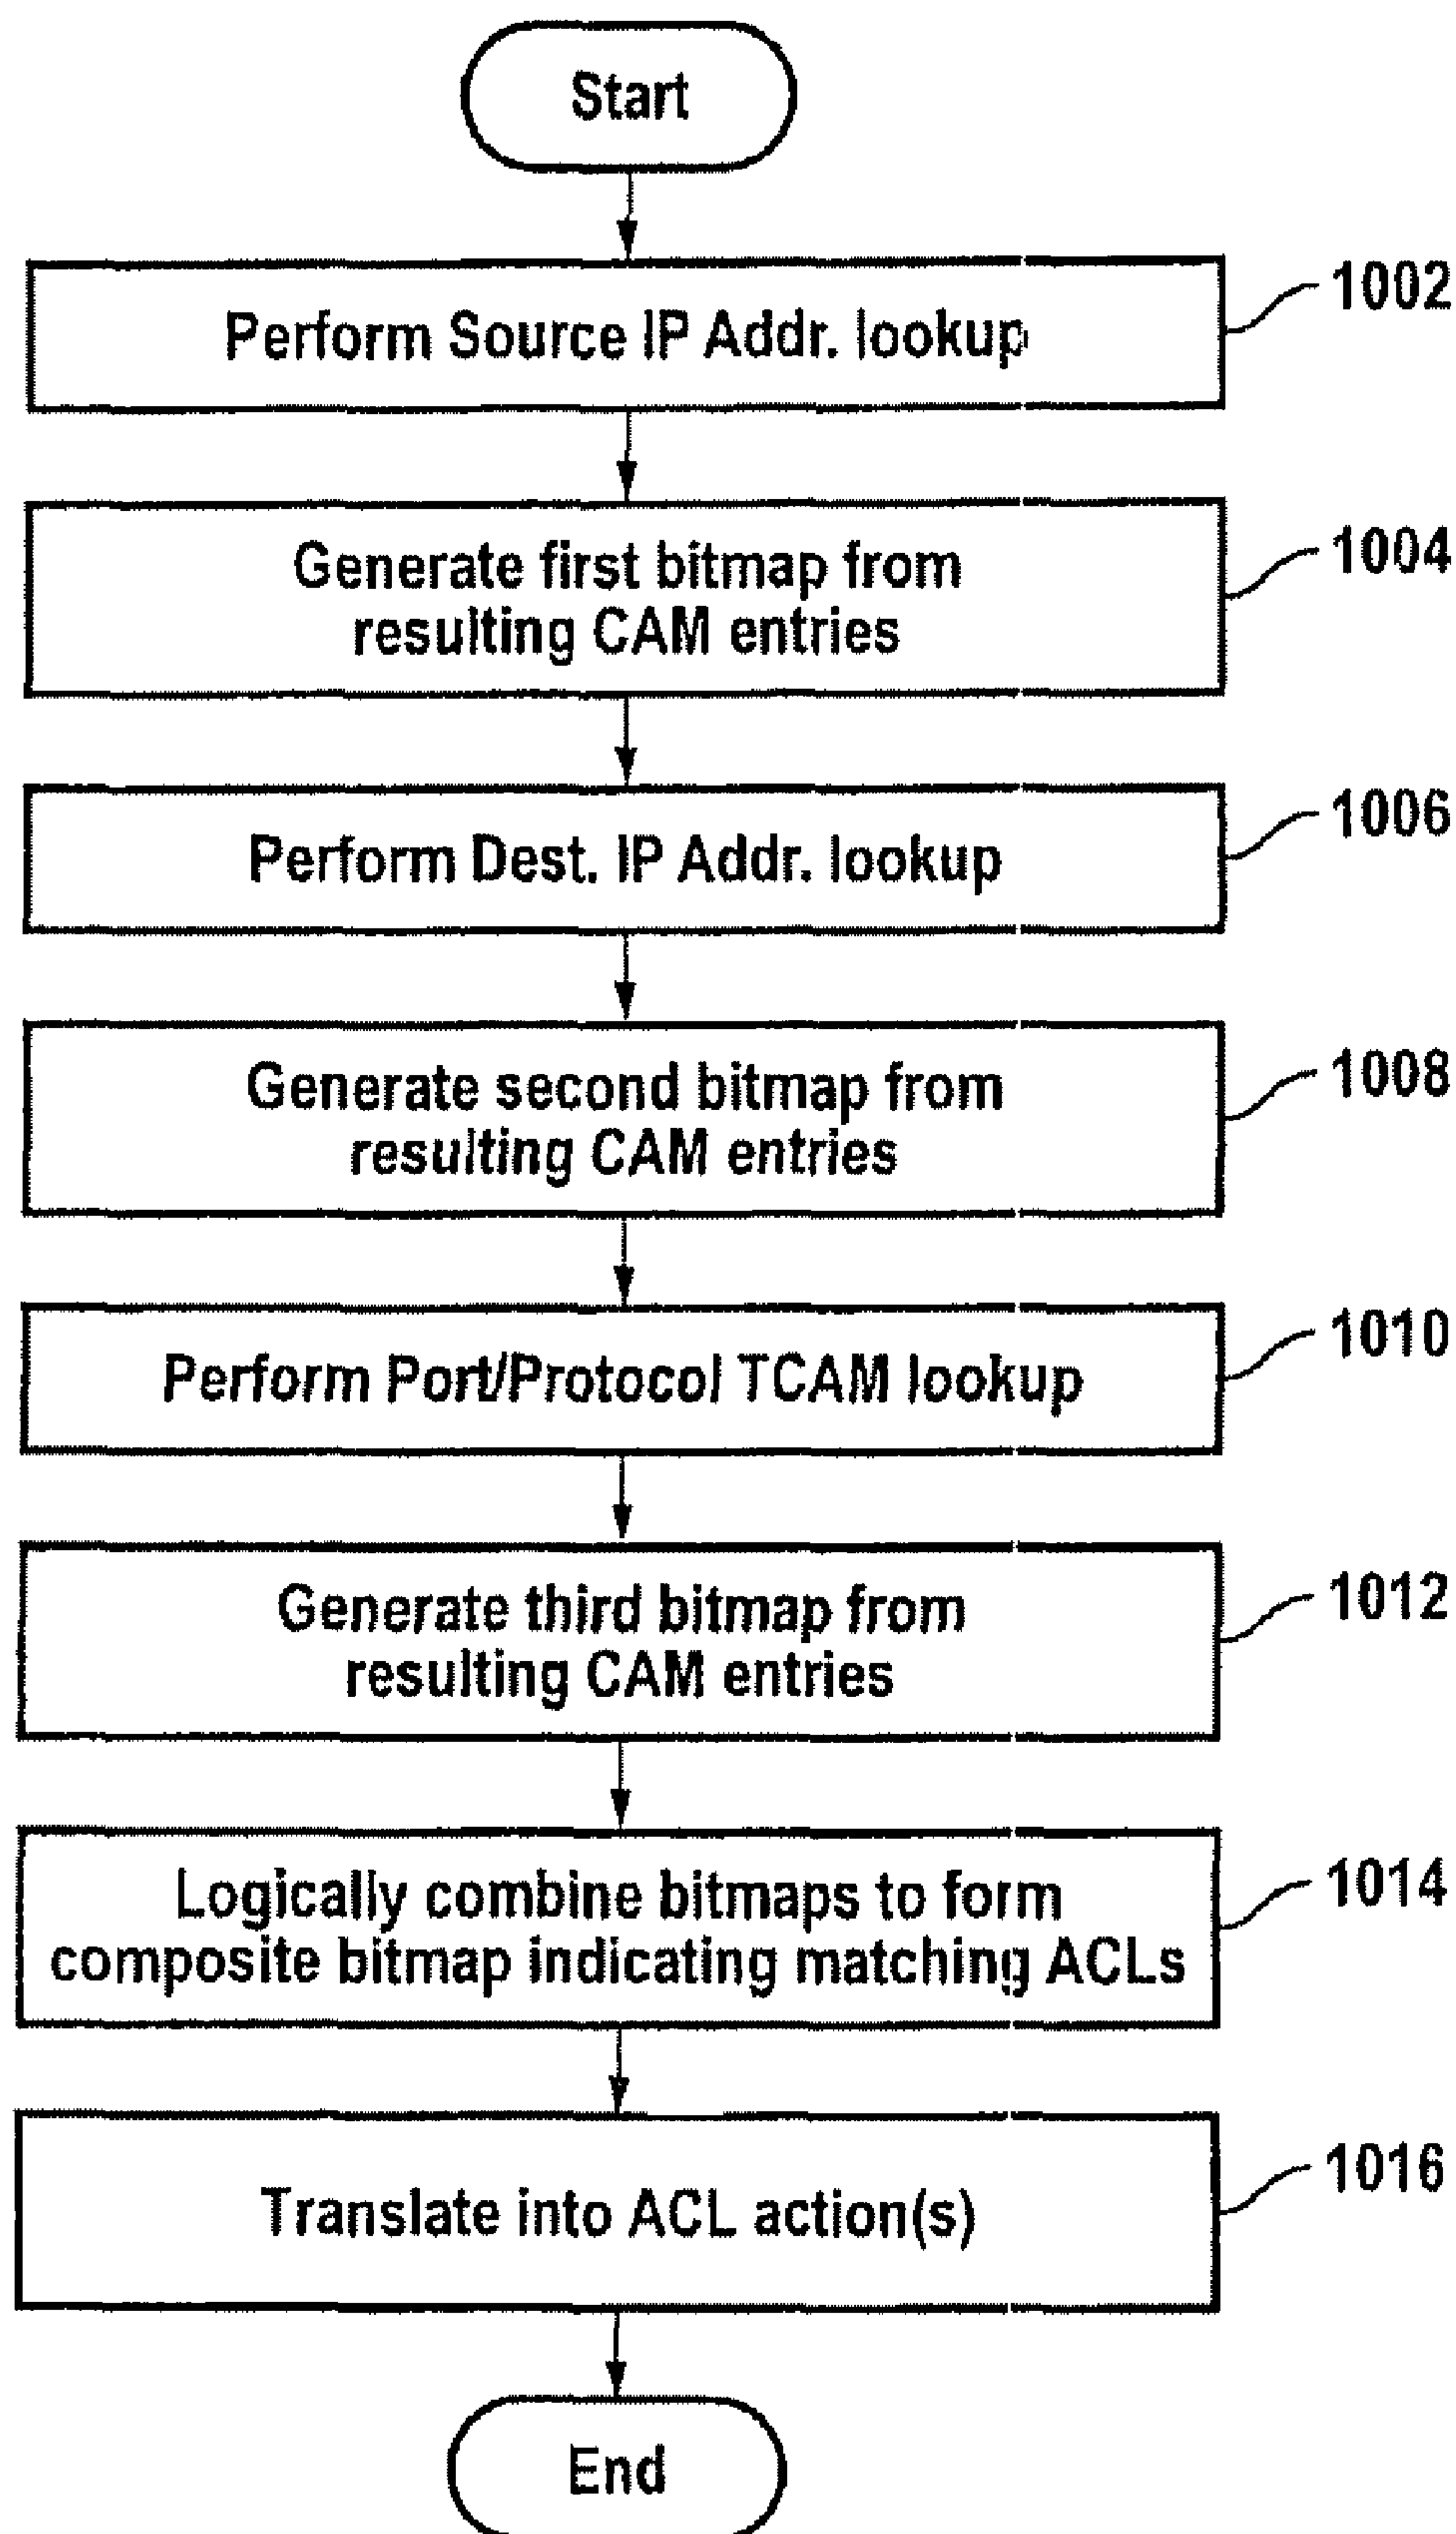 Start
Perform Source IP Addr. lookup
1002
Generate first bitmap from
resulting CAM entries
1004
Perform Dest. IP Addr. lookup
1006
Generate second bitmap from
resulting CAM entries
1008
Perform Port/Protocol TCAM lookup
1010
Generate third bitmap from
resulting CAM entries
1012
Logically combine bitmaps to form
composite bitmap indicating matching ACLs
1014
Translate into ACL action(s)
1016
End